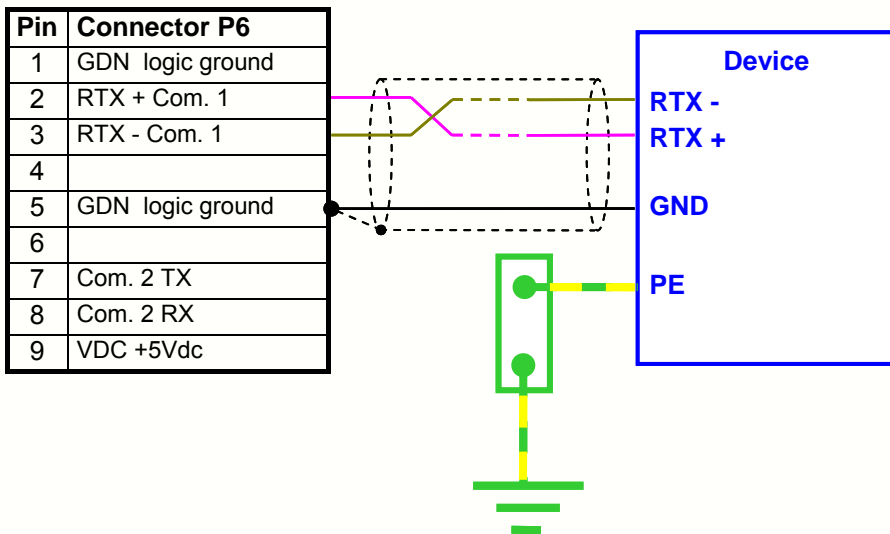 Pin Connector P6
1 GDN logic ground
2 RTX + Com. 1
3 RTX - Com. 1
4
5 GDN logic ground
6
7 Com. 2 TX
8 Com. 2 RX
9 VDC +5Vdc
Device
RTX -
RTX +
GND
PE